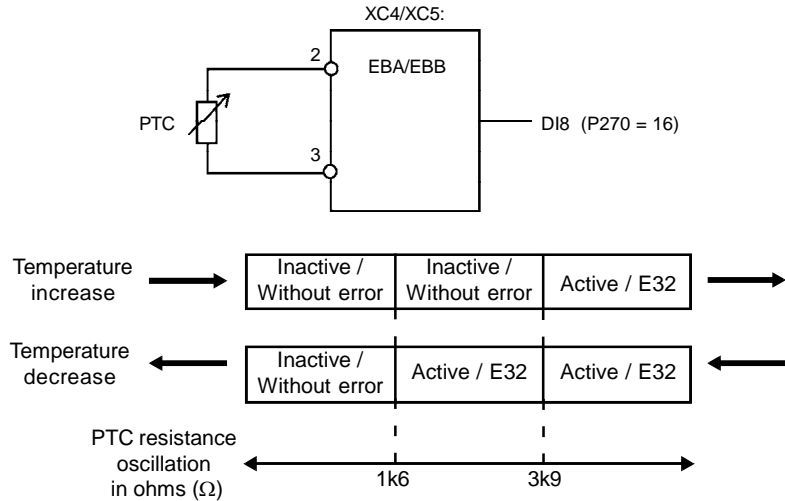 XC4/XC5:
2
EBA/EBB
PTC
DI8 (P270 = 16)
3
Temperature
increase
Inactive /
Without error
Inactive /
Without error
Active / E32
Temperature
decrease
Inactive /
Without error
Active / E32
Active / E32
PTC resistance
oscillation
in ohms (Ω)
1k6
3k9